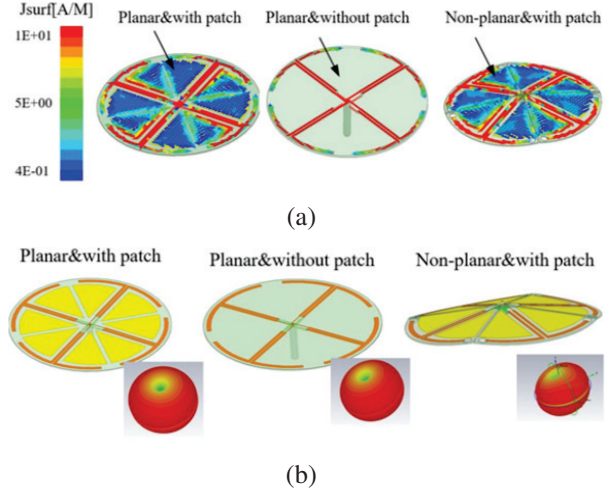 Jsurf[A/M]
1E+01
5E+00
4E-01
Planar&with patch
Planar&without patch
Non-planar&with patch
(a)
Planar&with patch
Planar&without patch
Non-planar&with patch
(b)